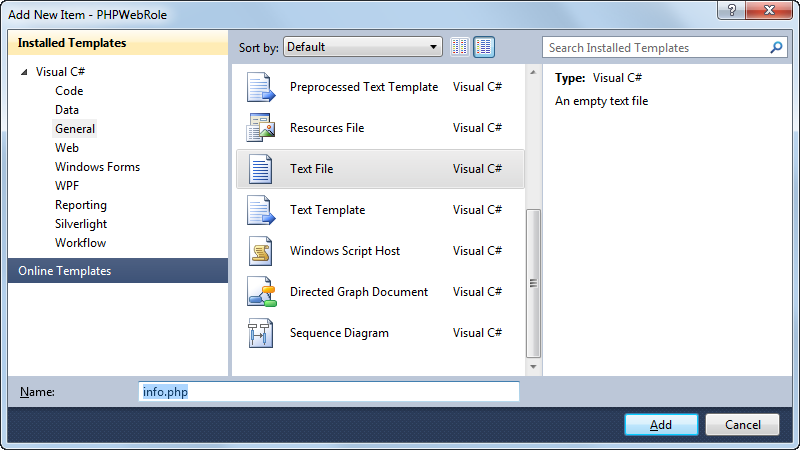 Add New Item - PHPWebRole
Installed Templates
Sort by: Default
Search Installed Templates
Visual C#
Code
Data
General
Web
Windows Forms
WPF
Reporting
Silverlight
Workflow
Online Templates
Preprocessed Text Template Visual C#
Resources File Visual C#
Text File Visual C#
Text Template Visual C#
Windows Script Host Visual C#
Directed Graph Document Visual C#
Sequence Diagram Visual C#
Type: Visual C#
An empty text file
Name: info.php
Add Cancel